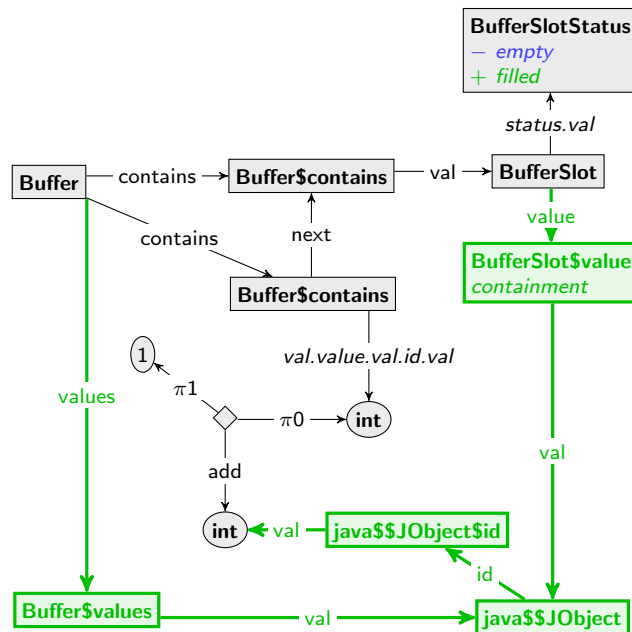 BufferSlotStatus
− empty
+ filled
status.val
Buffer
contains
Buffer$contains
val
BufferSlot
value
contains
next
BufferSlot$value
containment
Buffer$contains
1
val.value.val.id.val
π1
values
π0
int
val
add
int
val
java$$JObject$id
id
Buffer$values
val
java$$JObject